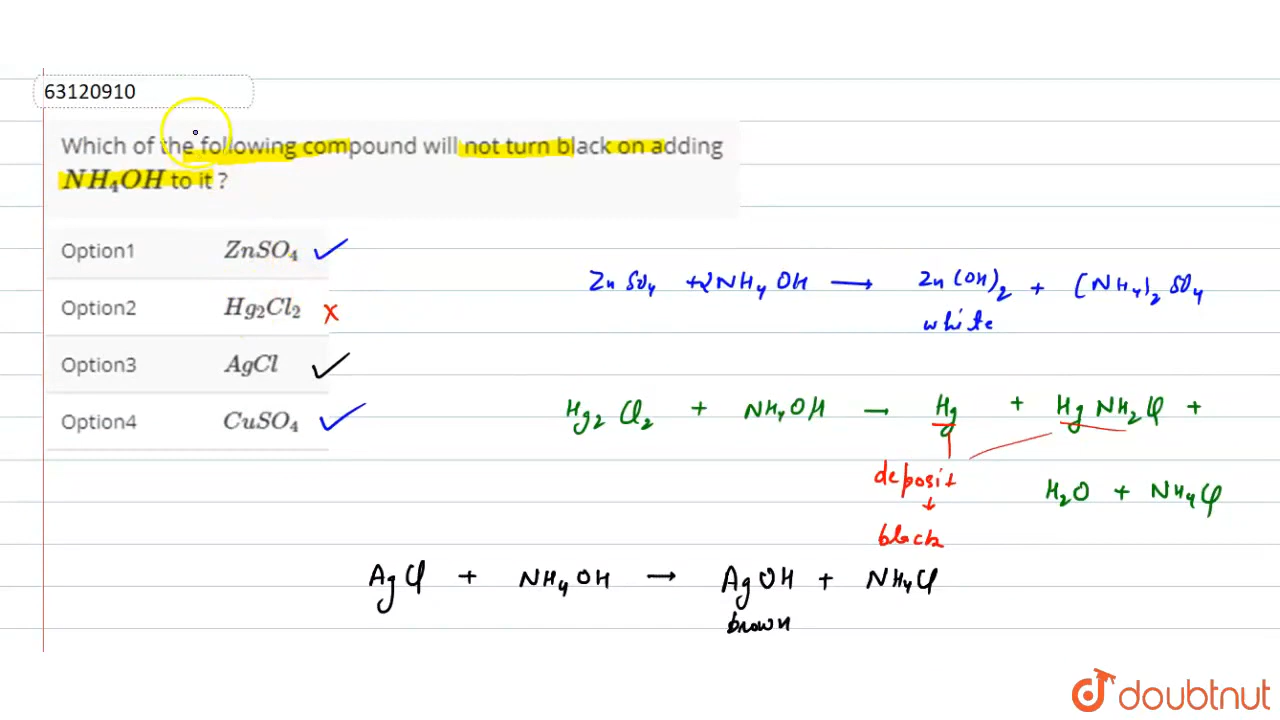 63120910
Which of the following compound will not turn black on adding
NH₄OH to it ?
Option1 ZnSO₄ ✓
Option2 Hg₂Cl₂ x
Option3 AgCl ✓
Option4 CuSO₄ ✓
ZnSO₄ + 2NH₄OH → Zn(OH)₂ + (NH₄)₂SO₄
white
Hg₂Cl₂ + NH₄OH → Hg + HgNH₂Cl +
deposit
H₂O + NH₄Cl
↓
black
AgCl + NH₄OH → AgOH + NH₄Cl
brown
doubtnut